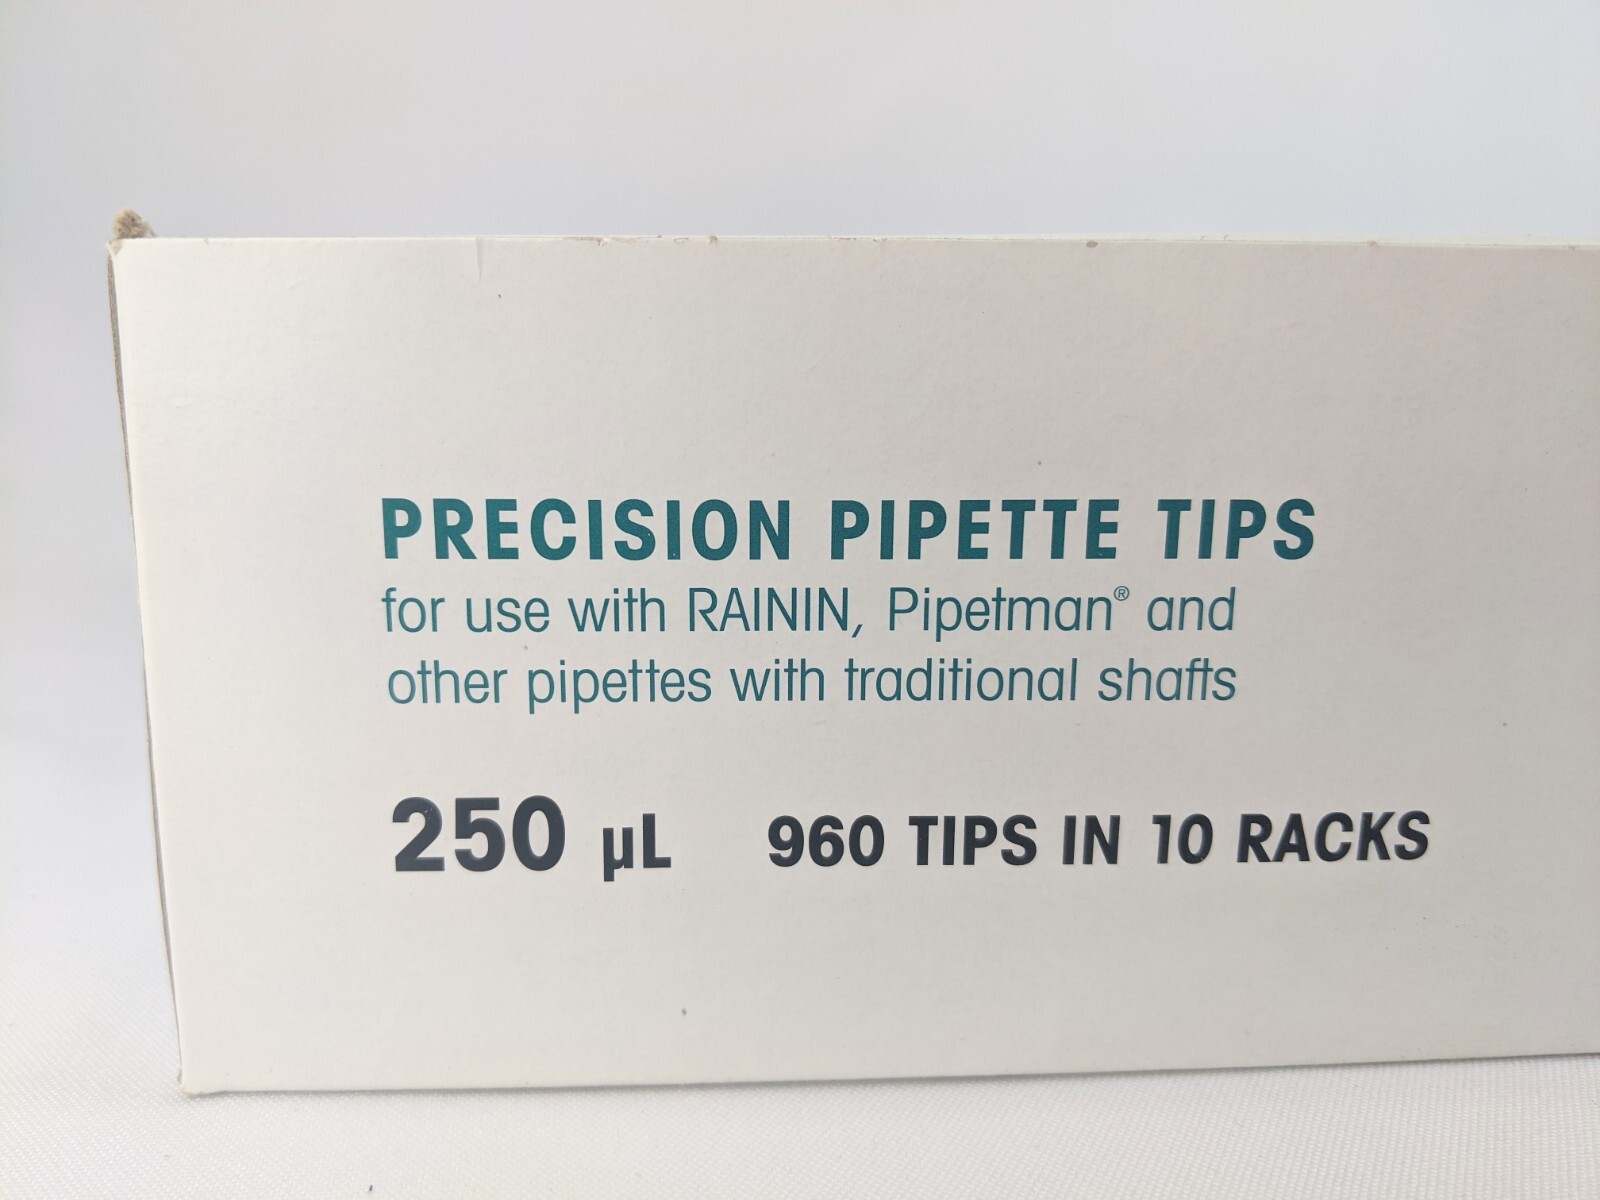 PRECISION PIPETTE TIPS
for use with RAININ, Pipetman® and
other pipettes with traditional shafts
250 µL 960 TIPS IN 10 RACKS